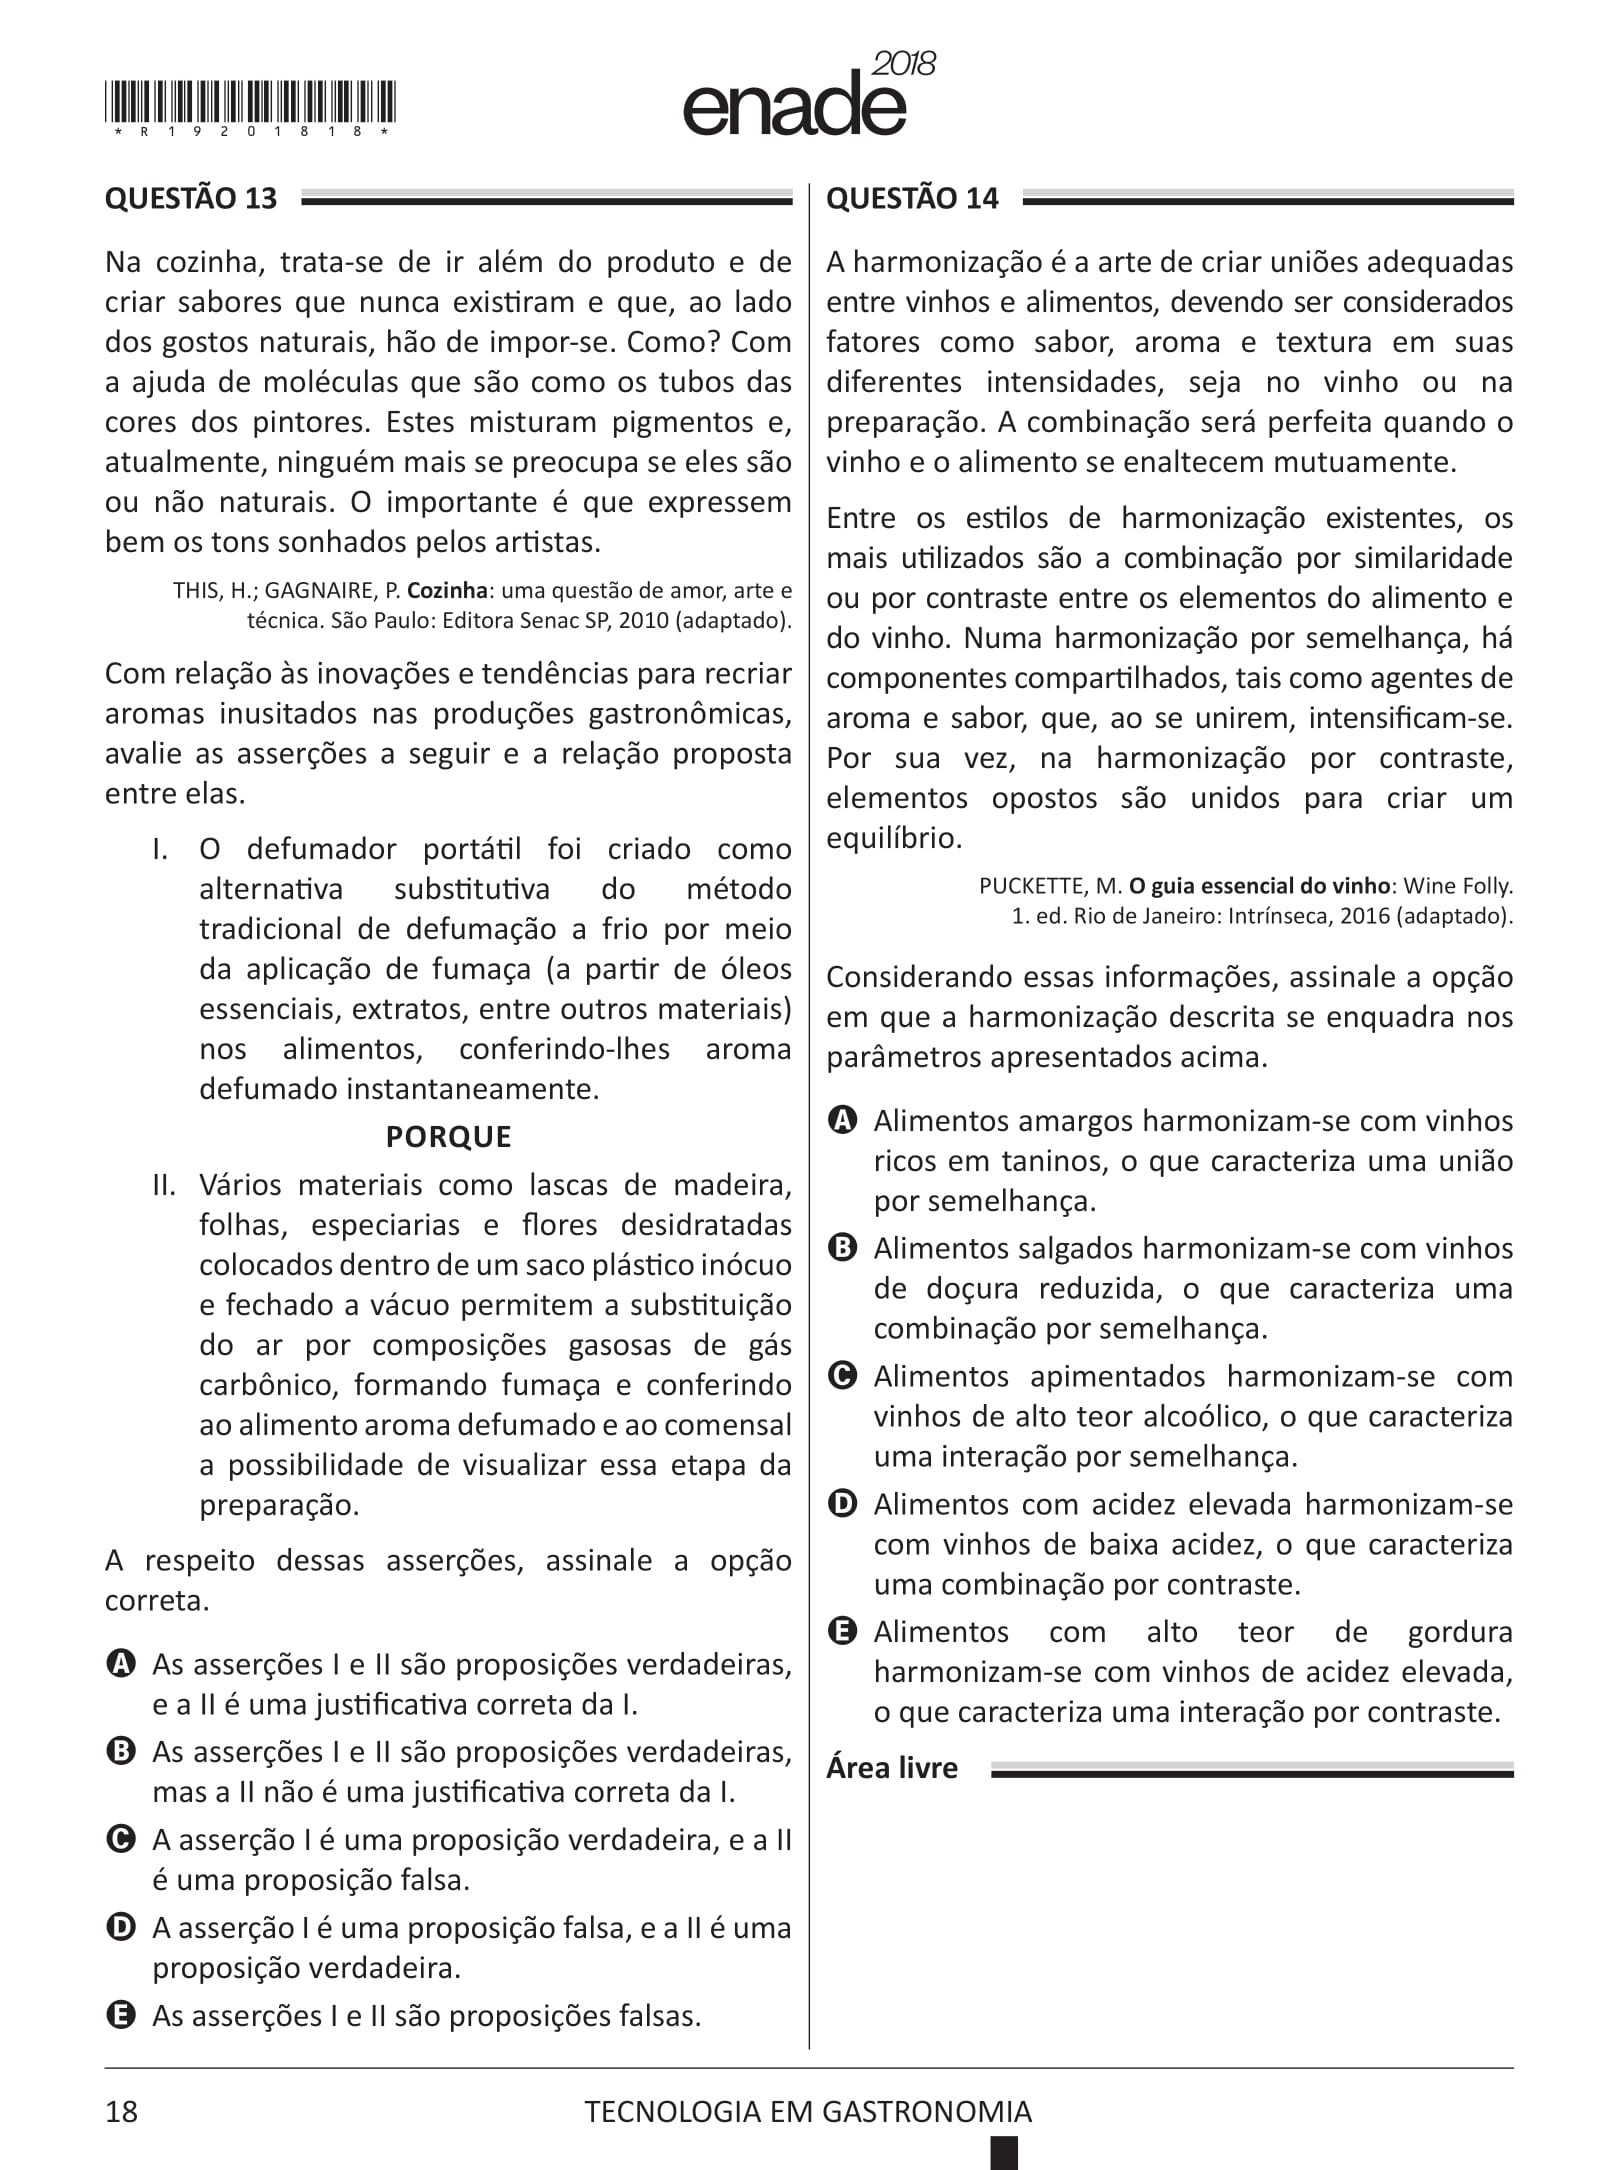 *R19201818*
enade 2018
QUESTÃO 13
Na cozinha, trata-se de ir além do produto e de
criar sabores que nunca existiram e que, ao lado
dos gostos naturais, hão de impor-se. Como? Com
a ajuda de moléculas que são como os tubos das
cores dos pintores. Estes misturam pigmentos e,
atualmente, ninguém mais se preocupa se eles são
ou não naturais. O importante é que expressem
bem os tons sonhados pelos artistas.
THIS, H.; GAGNAIRE, P. Cozinha: uma questão de amor, arte e
técnica. São Paulo: Editora Senac SP, 2010 (adaptado).
Com relação às inovações e tendências para recriar
aromas inusitados nas produções gastronômicas,
avalie as asserções a seguir e a relação proposta
entre elas.
I. O defumador portátil foi criado como
alternativa substitutiva do método
tradicional de defumação a frio por meio
da aplicação de fumaça (a partir de óleos
essenciais, extratos, entre outros materiais)
nos alimentos, conferindo-lhes aroma
defumado instantaneamente.
PORQUE
II. Vários materiais como lascas de madeira,
folhas, especiarias e flores desidratadas
colocados dentro de um saco plástico inócuo
e fechado a vácuo permitem a substituição
do ar por composições gasosas de gás
carbônico, formando fumaça e conferindo
ao alimento aroma defumado e ao comensal
a possibilidade de visualizar essa etapa da
preparação.
A respeito dessas asserções, assinale a opção
correta.
A As asserções I e II são proposições verdadeiras,
e a II é uma justificativa correta da I.
B As asserções I e II são proposições verdadeiras,
mas a II não é uma justificativa correta da I.
C A asserção I é uma proposição verdadeira, e a II
é uma proposição falsa.
D A asserção I é uma proposição falsa, e a II é uma
proposição verdadeira.
E As asserções I e II são proposições falsas.
QUESTÃO 14
A harmonização é a arte de criar uniões adequadas
entre vinhos e alimentos, devendo ser considerados
fatores como sabor, aroma e textura em suas
diferentes intensidades, seja no vinho ou na
preparação. A combinação será perfeita quando o
vinho e o alimento se enaltecem mutuamente.
Entre os estilos de harmonização existentes, os
mais utilizados são a combinação por similaridade
ou por contraste entre os elementos do alimento e
do vinho. Numa harmonização por semelhança, há
componentes compartilhados, tais como agentes de
aroma e sabor, que, ao se unirem, intensificam-se.
Por sua vez, na harmonização por contraste,
elementos opostos são unidos para criar um
equilíbrio.
PUCKETTE, M. O guia essencial do vinho: Wine Folly.
1. ed. Rio de Janeiro: Intrínseca, 2016 (adaptado).
Considerando essas informações, assinale a opção
em que a harmonização descrita se enquadra nos
parâmetros apresentados acima.
A Alimentos amargos harmonizam-se com vinhos
ricos em taninos, o que caracteriza uma união
por semelhança.
B Alimentos salgados harmonizam-se com vinhos
de doçura reduzida, o que caracteriza uma
combinação por semelhança.
C Alimentos apimentados harmonizam-se com
vinhos de alto teor alcoólico, o que caracteriza
uma interação por semelhança.
D Alimentos com acidez elevada harmonizam-se
com vinhos de baixa acidez, o que caracteriza
uma combinação por contraste.
E Alimentos com alto teor de gordura
harmonizam-se com vinhos de acidez elevada,
o que caracteriza uma interação por contraste.
Área livre
18
TECNOLOGIA EM GASTRONOMIA